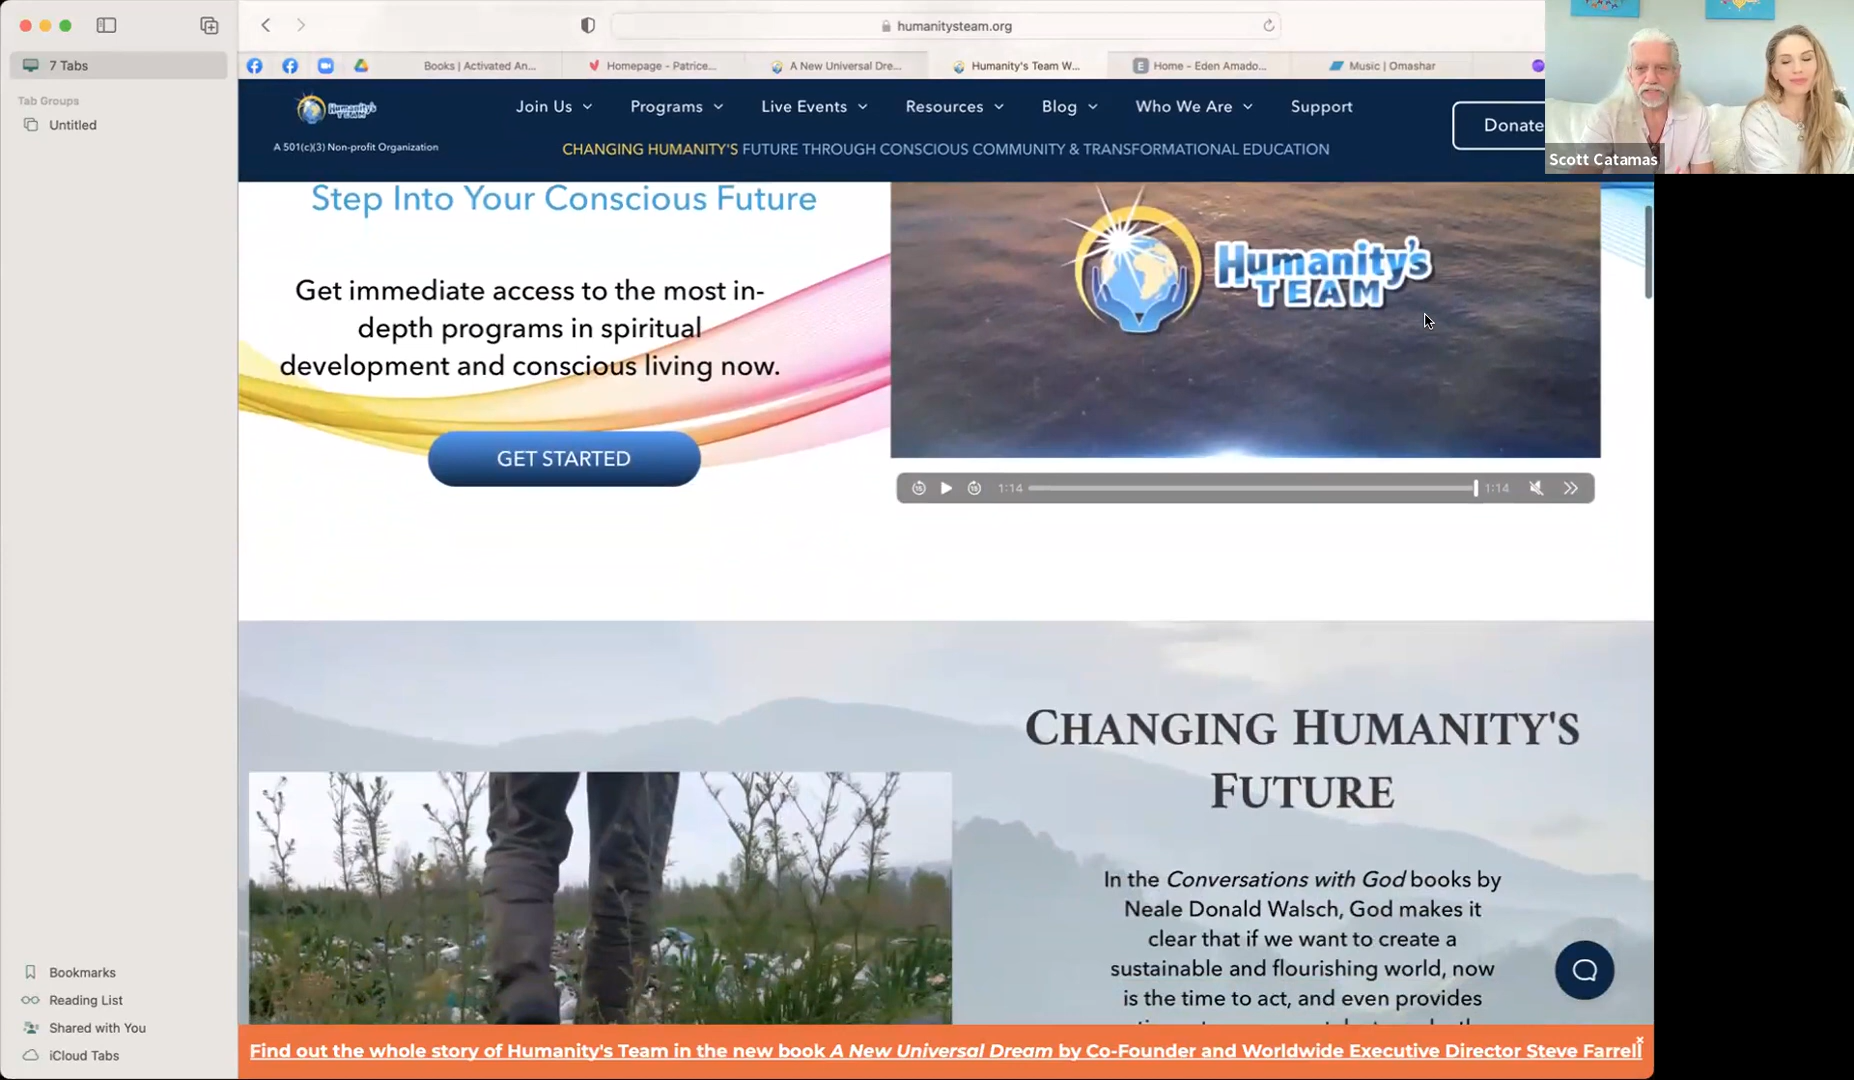 humanitysteam.org
7 Tabs
Tab Groups
Untitled
Books | Activated An...
Homepage - Patrice...
A New Universal Dre...
Humanity's Team W...
E
Home - Eden Amado...
Music | Omashar
Humanity's
TEAM
A 501(c)(3) Non-profit Organization
Join Us
Programs
Live Events
Resources
Blog
Who We Are
Support
Donate
CHANGING HUMANITY'S FUTURE THROUGH CONSCIOUS COMMUNITY & TRANSFORMATIONAL EDUCATION
Scott Catamas
Step Into Your Conscious Future
Get immediate access to the most in-
depth programs in spiritual
development and conscious living now.
GET STARTED
Humanity's
TEAM
15
15
1:14
1:14
CHANGING HUMANITY'S
FUTURE
In the Conversations with God books by
Neale Donald Walsch, God makes it
clear that if we want to create a
sustainable and flourishing world, now
is the time to act, and even provides
Bookmarks
Reading List
Shared with You
iCloud Tabs
Find out the whole story of Humanity's Team in the new book A New Universal Dream by Co-Founder and Worldwide Executive Director Steve Farrell